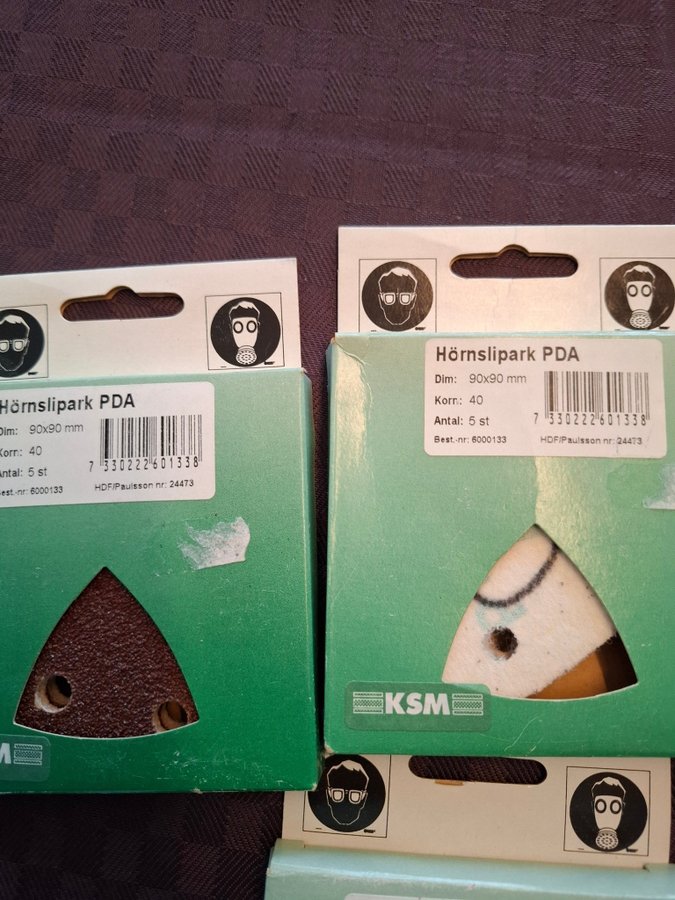 Hörnslipark PDA
Dim: 90x90 mm
Korn: 40
Antal: 5 st
7 330222 601338
Best.-nr: 6000133 HDF/Paulsson nr: 24473
KSM
Hörnslipark PDA
Dim: 90x90 mm
Korn: 40
Antal: 5 st
7 330222 601338
Best.-nr: 6000133 HDF/Paulsson nr: 24473
KSM